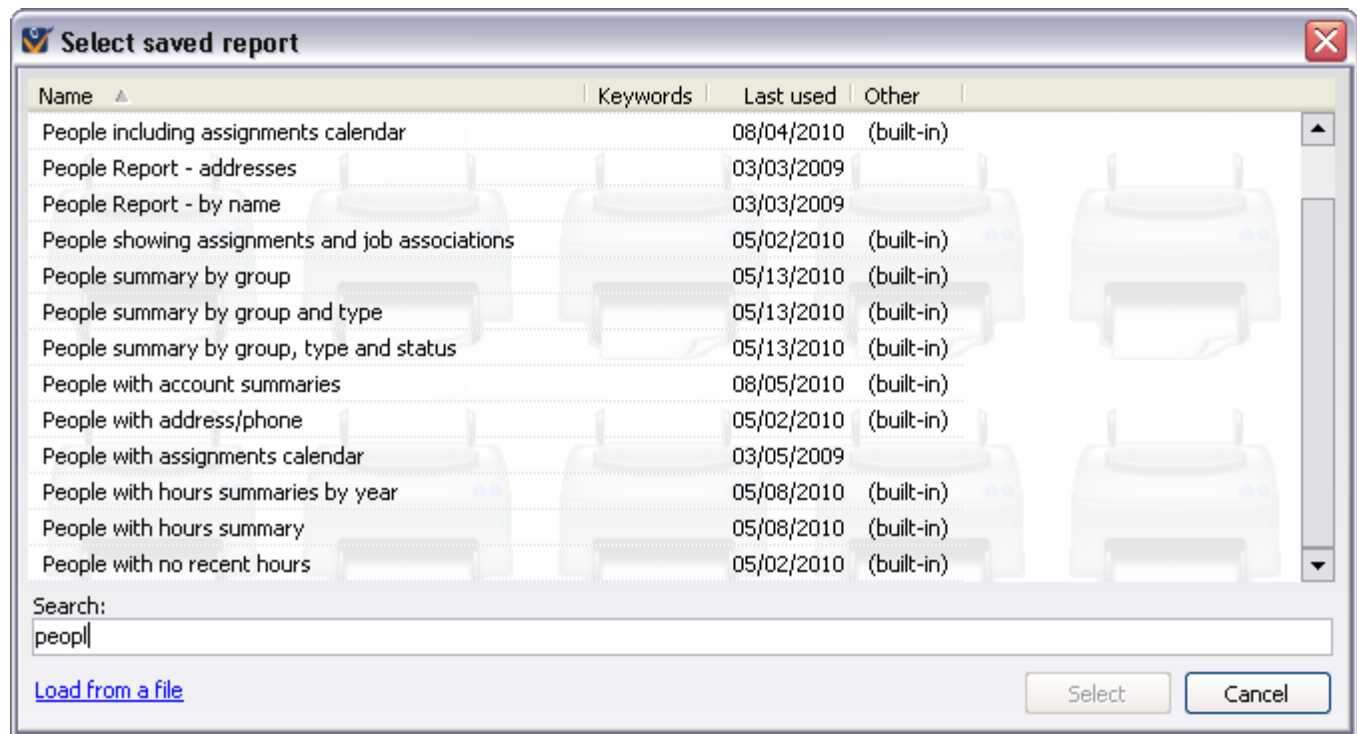 Select saved report
Name Keywords Last used Other
People including assignments calendar 08/04/2010 (built-in)
People Report - addresses 03/03/2009
People Report - by name 03/03/2009
People showing assignments and job associations 05/02/2010 (built-in)
People summary by group 05/13/2010 (built-in)
People summary by group and type 05/13/2010 (built-in)
People summary by group, type and status 05/13/2010 (built-in)
People with account summaries 08/05/2010 (built-in)
People with address/phone 05/02/2010 (built-in)
People with assignments calendar 03/05/2009
People with hours summaries by year 05/08/2010 (built-in)
People with hours summary 05/08/2010 (built-in)
People with no recent hours 05/02/2010 (built-in)
Search:
peopl
Load from a file Select Cancel